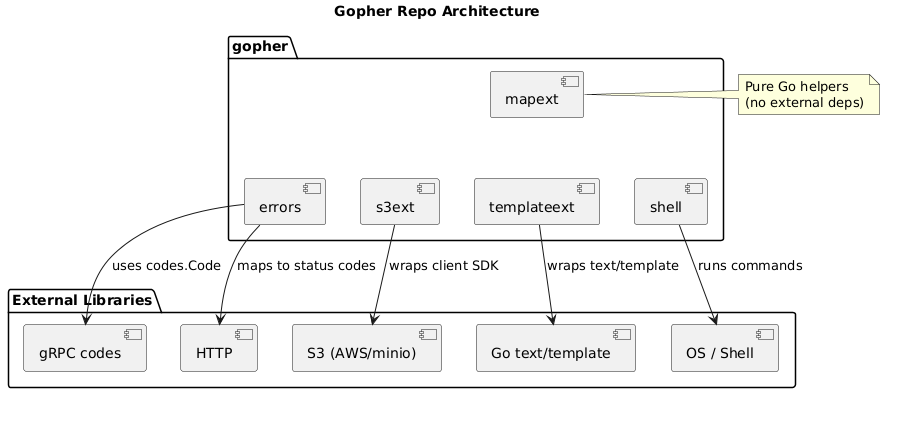 Gopher Repo Architecture
gopher
mapext
Pure Go helpers
(no external deps)
errors
s3ext
templateext
shell
uses codes.Code
maps to status codes
wraps client SDK
wraps text/template
runs commands
External Libraries
gRPC codes
HTTP
S3 (AWS/minio)
Go text/template
OS / Shell